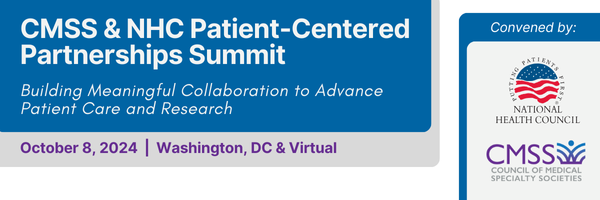 CMSS & NHC Patient-Centered
Partnerships Summit
Building Meaningful Collaboration to Advance
Patient Care and Research
October 8, 2024 | Washington, DC & Virtual
Convened by:
PUTTING PATIENTS FIRST®
NATIONAL
HEALTH COUNCIL
CMSS
COUNCIL OF MEDICAL
SPECIALTY SOCIETIES